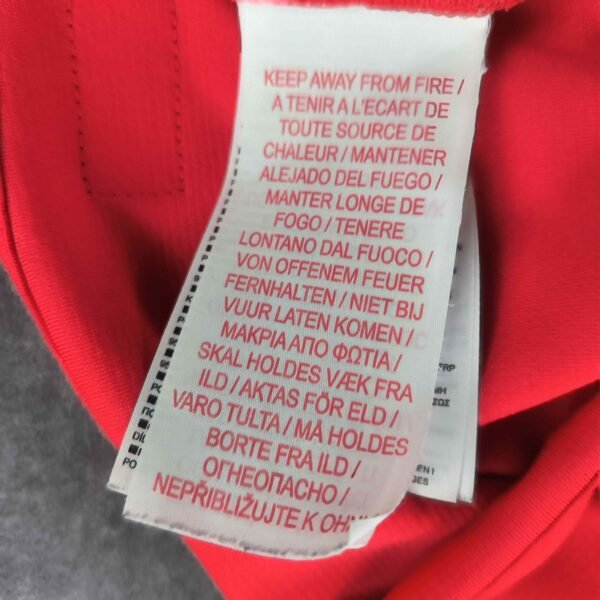 KEEP AWAY FROM FIRE /
A TENIR A L'ECART DE
TOUTE SOURCE DE
CHALEUR / MANTENER
ALEJADO DEL FUEGO /
MANTER LONGE DE
FOGO / TENERE
LONTANO DAL FUOCO /
VON OFFENEM FEUER
FERNHALTEN / NIET BIJ
VUUR LATEN KOMEN /
ΜΑΚΡΙΑ ΑΠΟ ΦΩΤΙΑ /
SKAL HOLDES VÆK FRA
ILD / AKTAS FÖR ELD /
VARO TULTA / MÅ HOLDES
BORTE FRA ILD /
ОГНЕОПАСНО /
NEPŘIBLIŽUJTE K